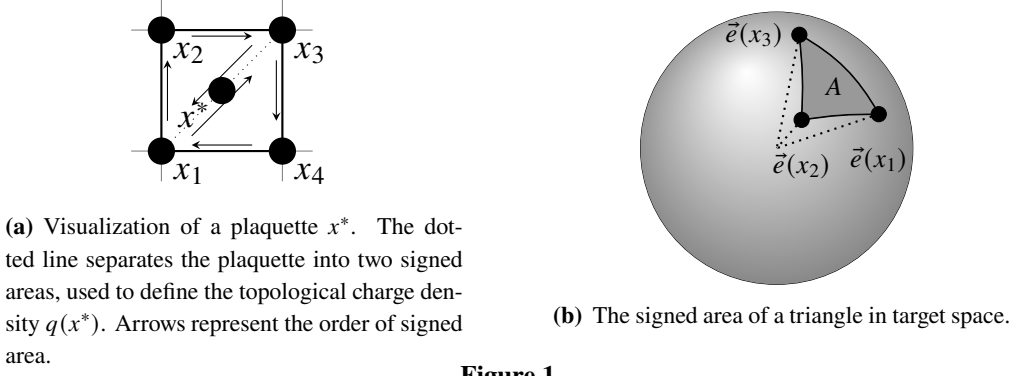 x₂
x₃
x*
x₁
x₄
(a) Visualization of a plaquette x*. The dot-
ted line separates the plaquette into two signed
areas, used to define the topological charge den-
sity q(x*). Arrows represent the order of signed
area.
e⃗(x₃)
A
e⃗(x₂)
e⃗(x₁)
(b) The signed area of a triangle in target space.
Figure 1